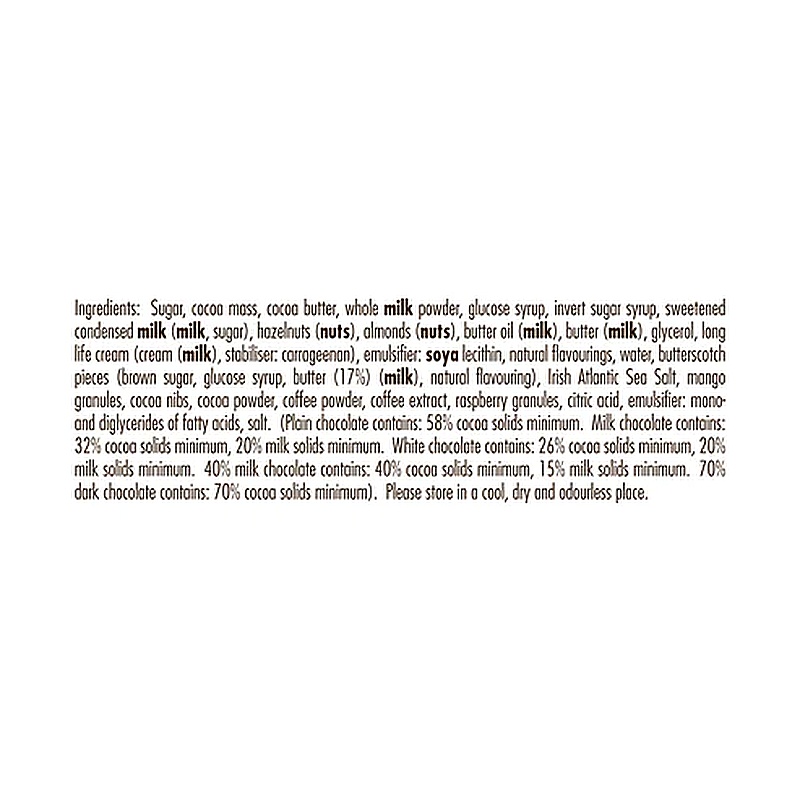 Ingredients: Sugar, cocoa mass, cocoa butter, whole milk powder, glucose syrup, invert sugar syrup, sweetened
condensed milk (milk, sugar), hazelnuts (nuts), almonds (nuts), butter oil (milk), butter (milk), glycerol, long
life cream (cream (milk), stabiliser: carrageenan), emulsifier: soya lecithin, natural flavourings, water, butterscotch
pieces (brown sugar, glucose syrup, butter (17%) (milk), natural flavouring), Irish Atlantic Sea Salt, mango
granules, cocoa nibs, cocoa powder, coffee powder, coffee extract, raspberry granules, citric acid, emulsifier: mono-
and diglycerides of fatty acids, salt. (Plain chocolate contains: 58% cocoa solids minimum. Milk chocolate contains:
32% cocoa solids minimum, 20% milk solids minimum. White chocolate contains: 26% cocoa solids minimum, 20%
milk solids minimum. 40% milk chocolate contains: 40% cocoa solids minimum, 15% milk solids minimum. 70%
dark chocolate contains: 70% cocoa solids minimum). Please store in a cool, dry and odourless place.